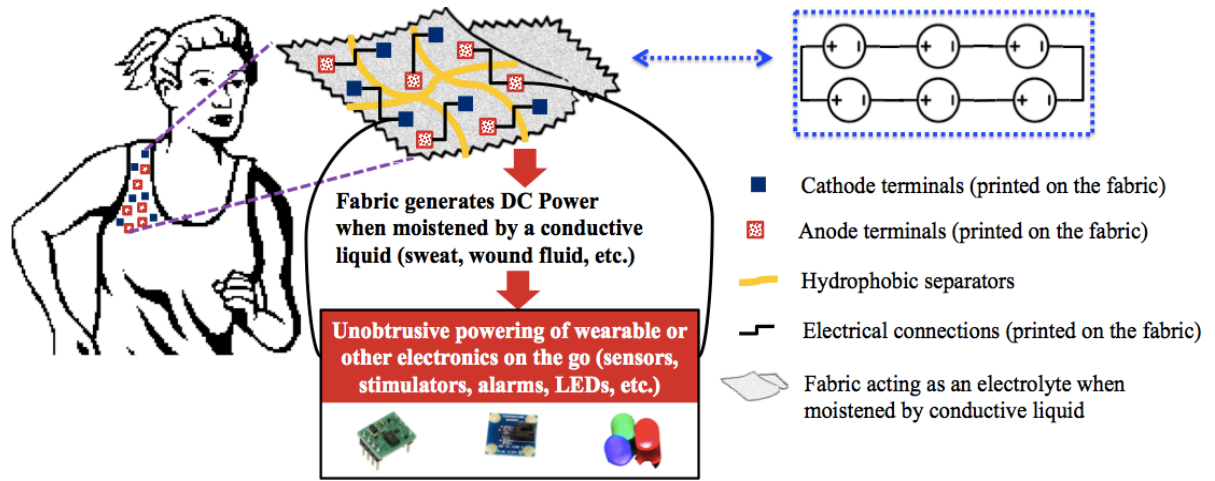 Fabric generates DC Power
when moistened by a conductive
liquid (sweat, wound fluid, etc.)
Unobtrusive powering of wearable or
other electronics on the go (sensors,
stimulators, alarms, LEDs, etc.)
+ ı + ı + ı
+ ı + ı + ı
Cathode terminals (printed on the fabric)
Anode terminals (printed on the fabric)
Hydrophobic separators
Electrical connections (printed on the fabric)
Fabric acting as an electrolyte when
moistened by conductive liquid